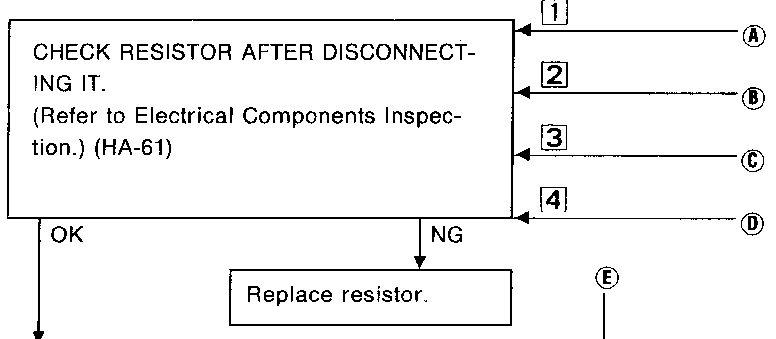 1
A
CHECK RESISTOR AFTER DISCONNECT-
ING IT.
(Refer to Electrical Components Inspec-
tion.) (HA-61)
2
B
3
C
4
D
OK
NG
E
Replace resistor.